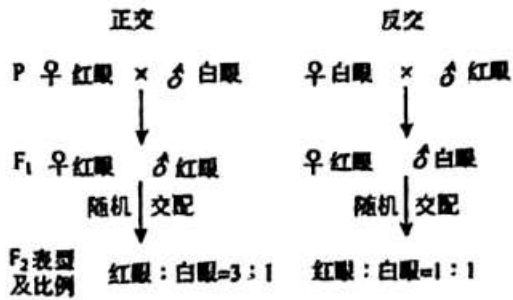 正交 反交
P ♀ 红眼 × ♂ 白眼 ♀ 白眼 × ♂ 红眼
F₁ ♀ 红眼 ♂ 红眼 ♀ 红眼 ♂ 白眼
随机 交配 随机 交配
F₂表型
及比例 红眼：白眼=3：1 红眼：白眼=1：1